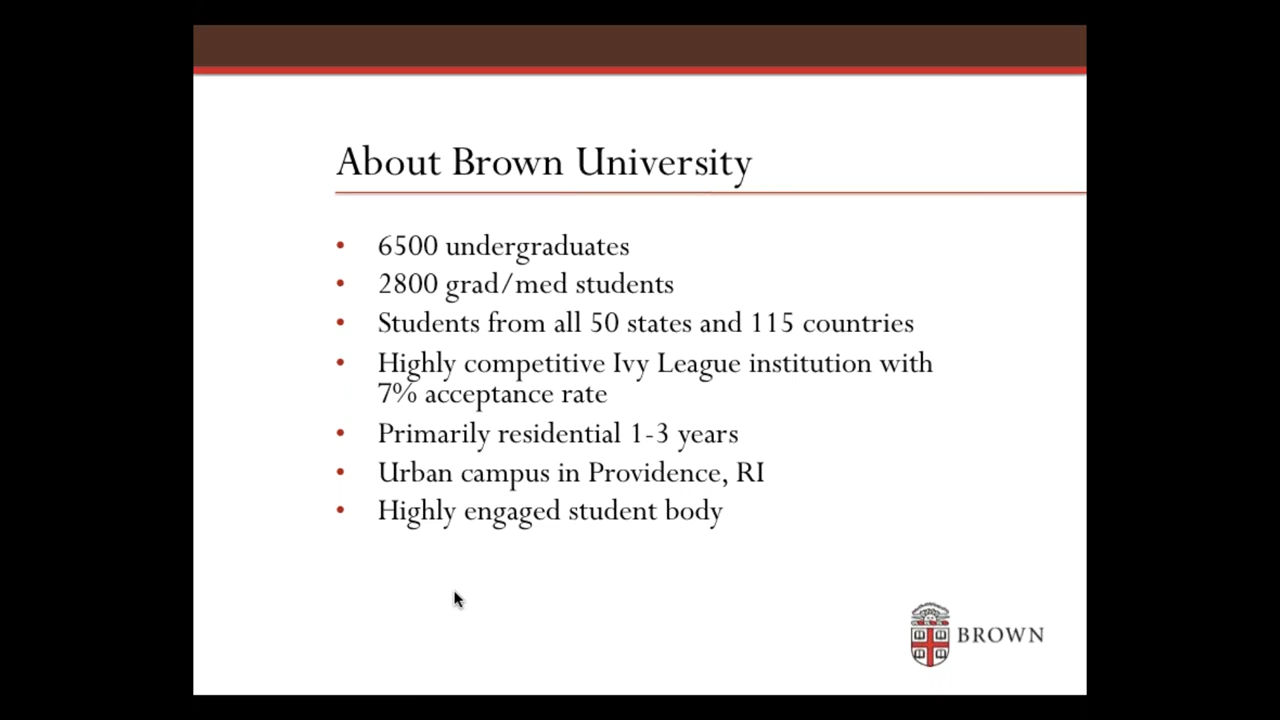 About Brown University
• 6500 undergraduates
• 2800 grad/med students
• Students from all 50 states and 115 countries
• Highly competitive Ivy League institution with
7% acceptance rate
• Primarily residential 1-3 years
• Urban campus in Providence, RI
• Highly engaged student body
BROWN